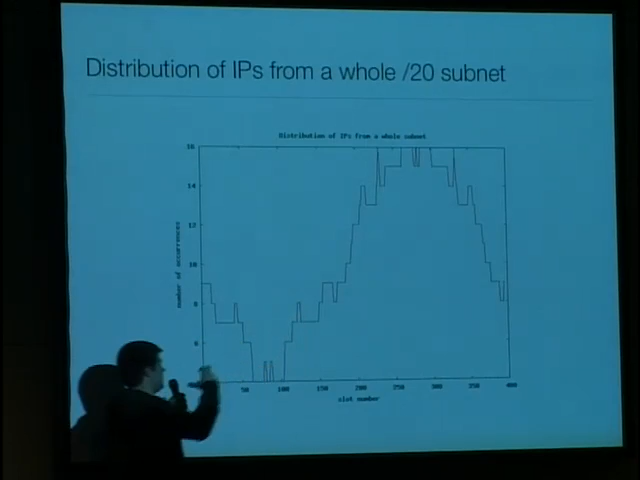 Distribution of IPs from a whole /20 subnet
Distribution of IPs from a whole subnet
16
14
12
10
8
6
number of occurrences
50 100 150 200 250 300 350 400
slot number